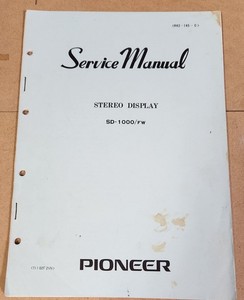 Service Manual
STEREO DISPLAY
SD-1000/FW
PIONEER